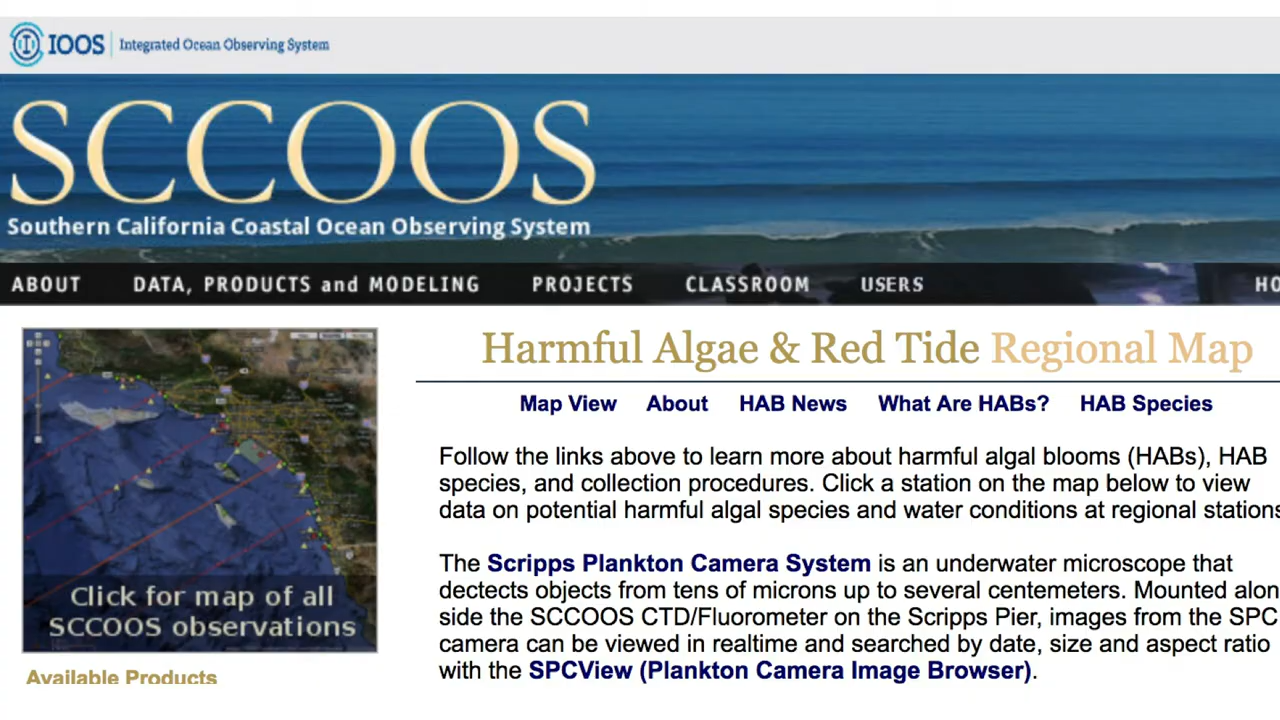 IOOS Integrated Ocean Observing System
SCCOOS
Southern California Coastal Ocean Observing System
ABOUT DATA, PRODUCTS and MODELING PROJECTS CLASSROOM USERS HO
Harmful Algae & Red Tide Regional Map
Map View About HAB News What Are HABs? HAB Species
Follow the links above to learn more about harmful algal blooms (HABs), HAB
species, and collection procedures. Click a station on the map below to view
data on potential harmful algal species and water conditions at regional stations
The Scripps Plankton Camera System is an underwater microscope that
dectects objects from tens of microns up to several centemeters. Mounted alon
side the SCCOOS CTD/Fluorometer on the Scripps Pier, images from the SPC
camera can be viewed in realtime and searched by date, size and aspect ratio
with the SPCView (Plankton Camera Image Browser).
Click for map of all
SCCOOS observations
Available Products